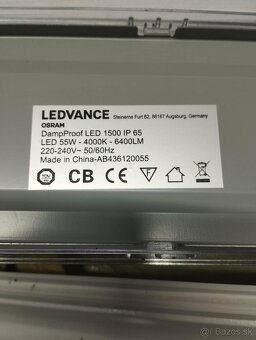 LEDVANCE Steinerne Furt 62, 86167 Augsburg, Germany
OSRAM
DampProof LED 1500 IP 65
LED 55W - 4000K - 6400LM
220-240V~ 50/60Hz
Made in China-AB436120055
CB CE F
© Bazos.sk